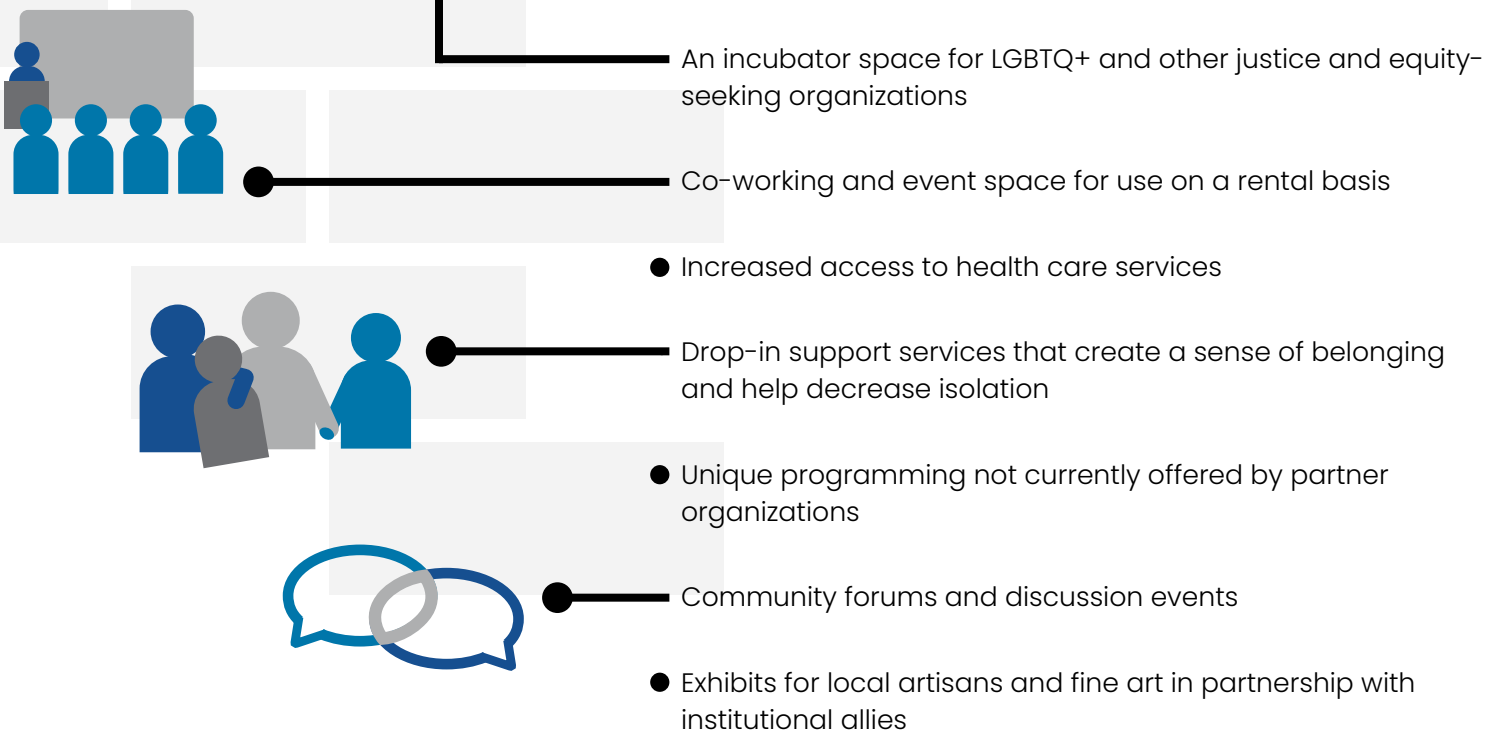 An incubator space for LGBTQ+ and other justice and equity-
seeking organizations
Co-working and event space for use on a rental basis
Increased access to health care services
Drop-in support services that create a sense of belonging
and help decrease isolation
Unique programming not currently offered by partner
organizations
Community forums and discussion events
Exhibits for local artisans and fine art in partnership with
institutional allies